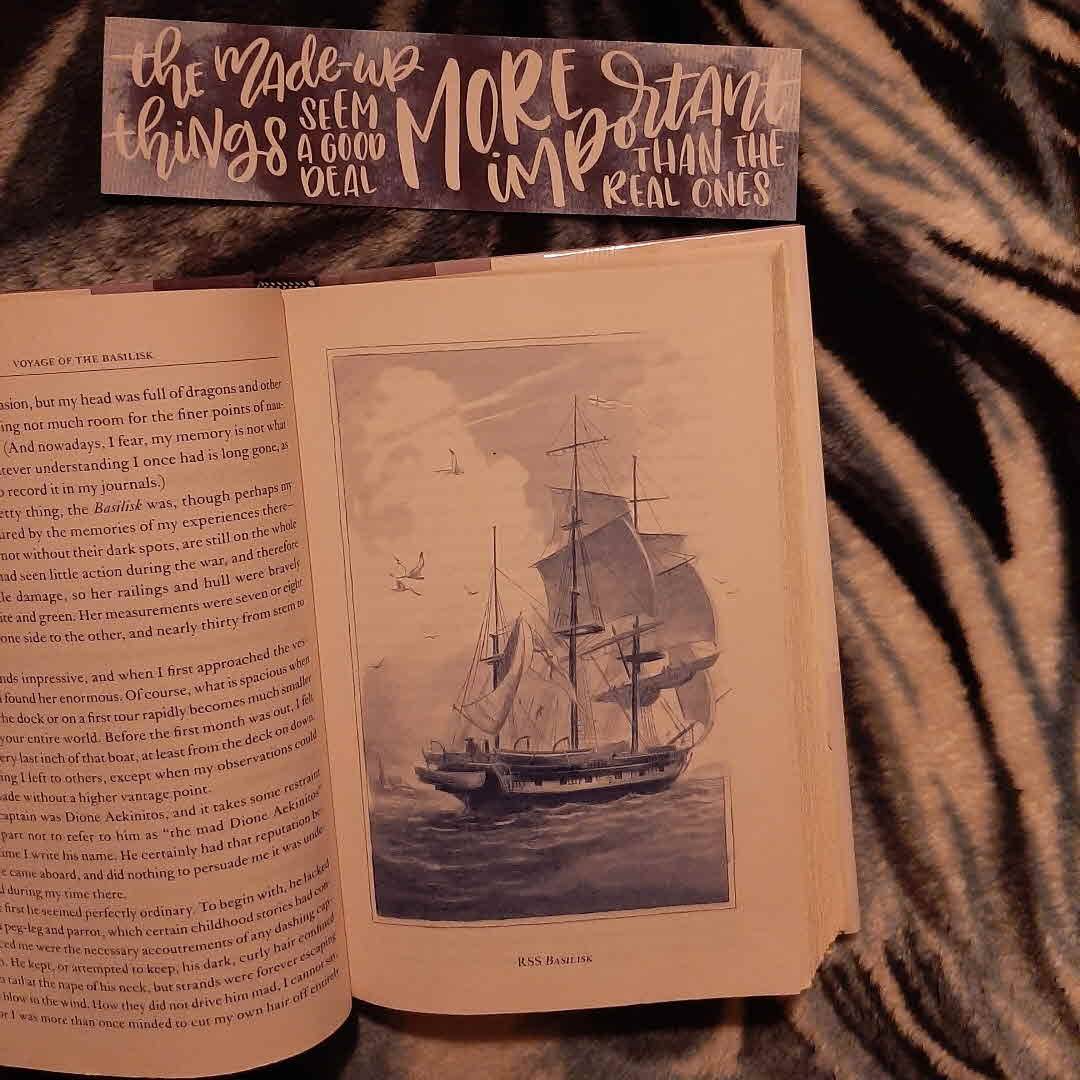 the MAde-up
things SEEM A GOOD DEAL MORE impORtANt
THAN THE REAL ONES
VOYAGE OF THE BASILISK
asion, but my head was full of dragons and other
ing not much room for the finer points of nau-
(And nowadays, I fear, my memory is not what
tever understanding I once had is long gone, as
o record it in my journals.)
etty thing, the Basilisk was, though perhaps my
ured by the memories of my experiences there—
not without their dark spots, are still on the whole
had seen little action during the war, and therefore
le damage, so her railings and hull were bravely
ite and green. Her measurements were seven or eight
one side to the other, and nearly thirty from stem to
nds impressive, and when I first approached the ves-
found her enormous. Of course, what is spacious when
he dock or on a first tour rapidly becomes much smaller
your entire world. Before the first month was out, I felt
ery last inch of that boat, at least from the deck on down.
ing I left to others, except when my observations could
ade without a higher vantage point.
captain was Dione Aekinitos, and it takes some restraint
part not to refer to him as "the mad Dione Aekinitos"
time I write his name. He certainly had that reputation be-
e came aboard, and did nothing to persuade me it was unde-
d during my time there.
first he seemed perfectly ordinary. To begin with, he lacked
peg-leg and parrot, which certain childhood stories had con-
ced me were the necessary accoutrements of any dashing cap-
. He kept, or attempted to keep, his dark, curly hair confined
tail at the nape of his neck, but strands were forever escaping
blow in the wind. How they did not drive him mad, I cannot say,
or I was more than once minded to cut my own hair off entirely
RSS BASILISK